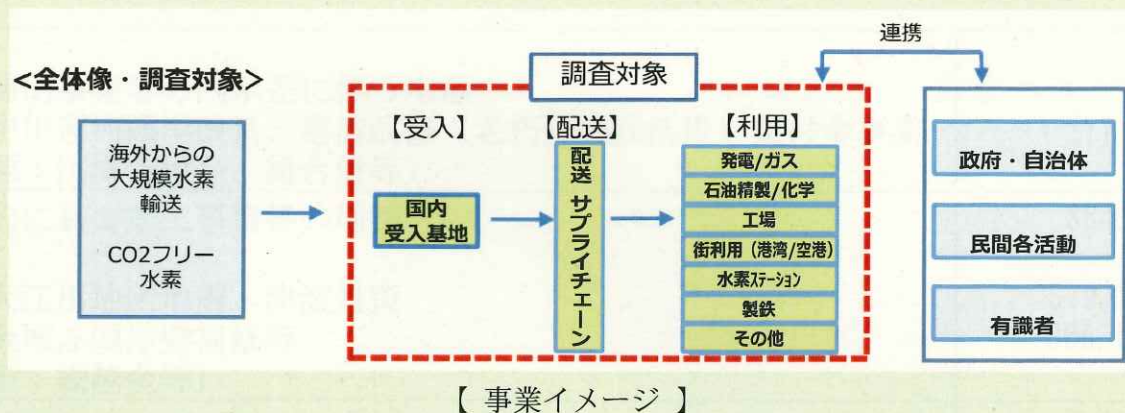 連携
<全体像・調査対象>
調査対象
海外からの
大規模水素
輸送
CO2フリー
水素
【受入】
国内
受入基地
【配送】
配送 サプライチェーン
【利用】
発電/ガス
石油精製/化学
工場
街利用（港湾/空港）
水素ステーション
製鉄
その他
政府・自治体
民間各活動
有識者
【 事業イメージ 】